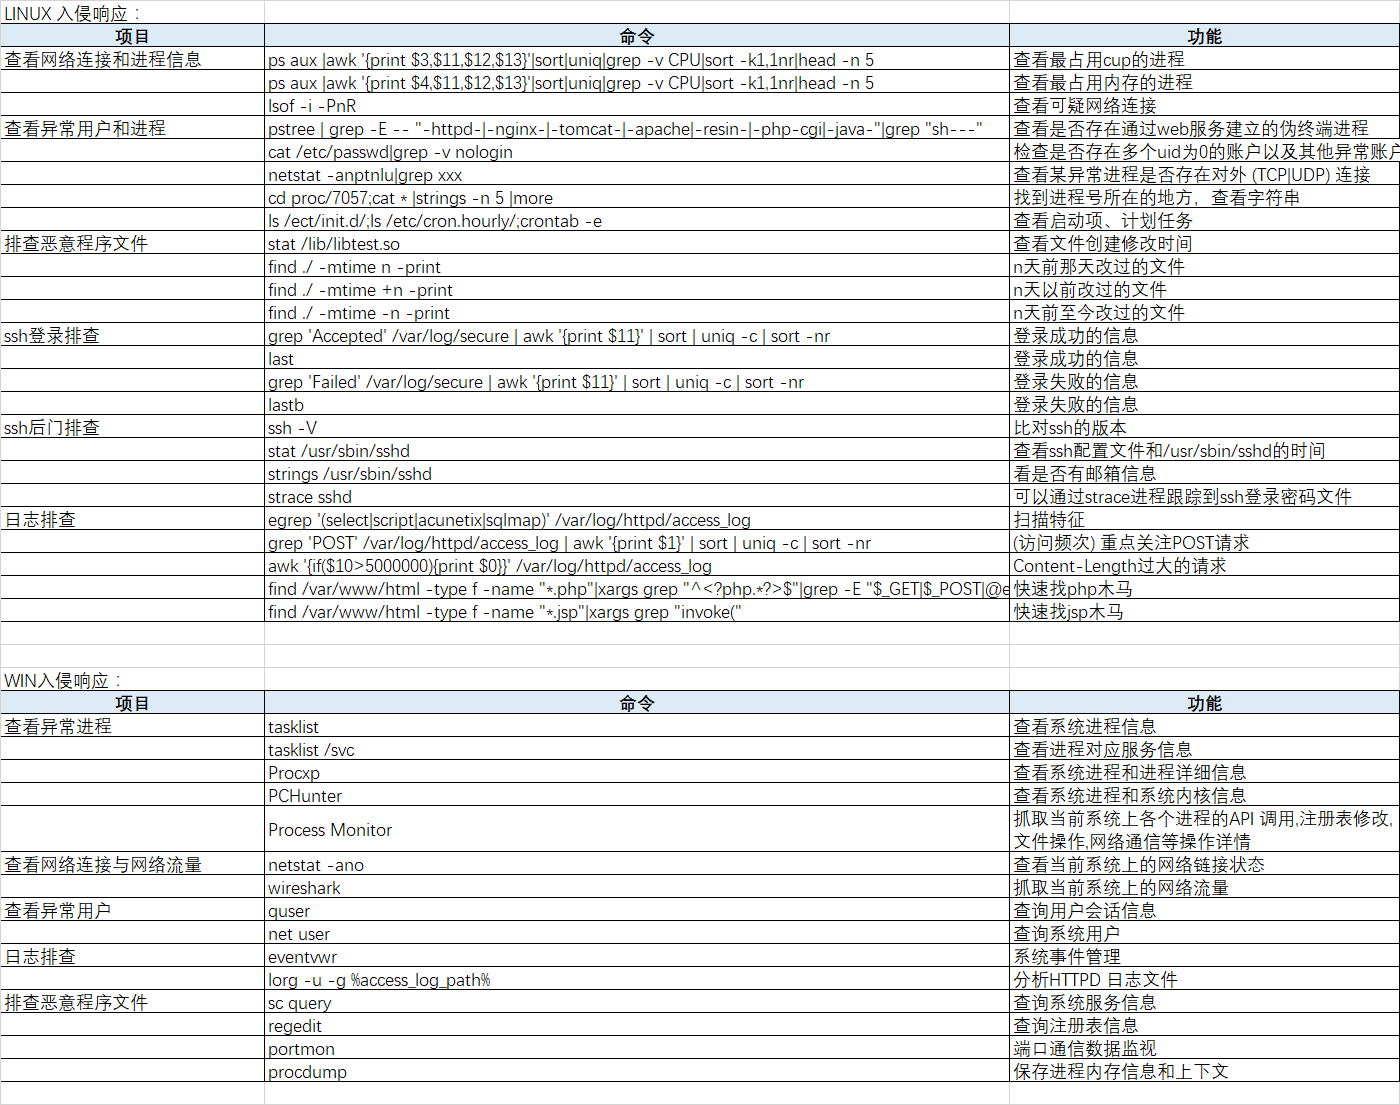 LINUX 入侵响应：
项目 命令 功能
查看网络连接和进程信息 ps aux |awk '{print $3,$11,$12,$13}'|sort|uniq|grep -v CPU|sort -k1,1nr|head -n 5 查看最占用cup的进程
ps aux |awk '{print $4,$11,$12,$13}'|sort|uniq|grep -v CPU|sort -k1,1nr|head -n 5 查看最占用内存的进程
lsof -i -PnR 查看可疑网络连接
查看异常用户和进程 pstree | grep -E -- "-httpd-|-nginx-|-tomcat-|-apache|-resin-|-php-cgi|-java-"|grep "sh---" 查看是否存在通过web服务建立的伪终端进程
cat /etc/passwd|grep -v nologin 检查是否存在多个uid为0的账户以及其他异常账户
netstat -anptnlu|grep xxx 查看某异常进程是否存在对外 (TCP|UDP) 连接
cd proc/7057;cat * |strings -n 5 |more 找到进程号所在的地方，查看字符串
ls /ect/init.d/;ls /etc/cron.hourly/;crontab -e 查看启动项、计划任务
排查恶意程序文件 stat /lib/libtest.so 查看文件创建修改时间
find ./ -mtime n -print n天前那天改过的文件
find ./ -mtime +n -print n天以前改过的文件
find ./ -mtime -n -print n天前至今改过的文件
ssh登录排查 grep 'Accepted' /var/log/secure | awk '{print $11}' | sort | uniq -c | sort -nr 登录成功的信息
last 登录成功的信息
grep 'Failed' /var/log/secure | awk '{print $11}' | sort | uniq -c | sort -nr 登录失败的信息
lastb 登录失败的信息
ssh后门排查 ssh -V 比对ssh的版本
stat /usr/sbin/sshd 查看ssh配置文件和/usr/sbin/sshd的时间
strings /usr/sbin/sshd 看是否有邮箱信息
strace sshd 可以通过strace进程跟踪到ssh登录密码文件
日志排查 egrep '(select|script|acunetix|sqlmap)' /var/log/httpd/access_log 扫描特征
grep 'POST' /var/log/httpd/access_log | awk '{print $1}' | sort | uniq -c | sort -nr (访问频次) 重点关注POST请求
awk '{if($10>5000000){print $0}}' /var/log/httpd/access_log Content-Length过大的请求
find /var/www/html -type f -name "*.php"|xargs grep "^<?php.*?>$"|grep -E "$_GET|$_POST|@e 快速找php木马
find /var/www/html -type f -name "*.jsp"|xargs grep "invoke(" 快速找jsp木马
WIN入侵响应：
项目 命令 功能
查看异常进程 tasklist 查看系统进程信息
tasklist /svc 查看进程对应服务信息
Procxp 查看系统进程和进程详细信息
PCHunter 查看系统进程和系统内核信息
Process Monitor 抓取当前系统上各个进程的API 调用,注册表修改,
文件操作,网络通信等操作详情
查看网络连接与网络流量 netstat -ano 查看当前系统上的网络链接状态
wireshark 抓取当前系统上的网络流量
查看异常用户 quser 查询用户会话信息
net user 查询系统用户
日志排查 eventvwr 系统事件管理
lorg -u -g %access_log_path% 分析HTTPD 日志文件
排查恶意程序文件 sc query 查询系统服务信息
regedit 查询注册表信息
portmon 端口通信数据监视
procdump 保存进程内存信息和上下文